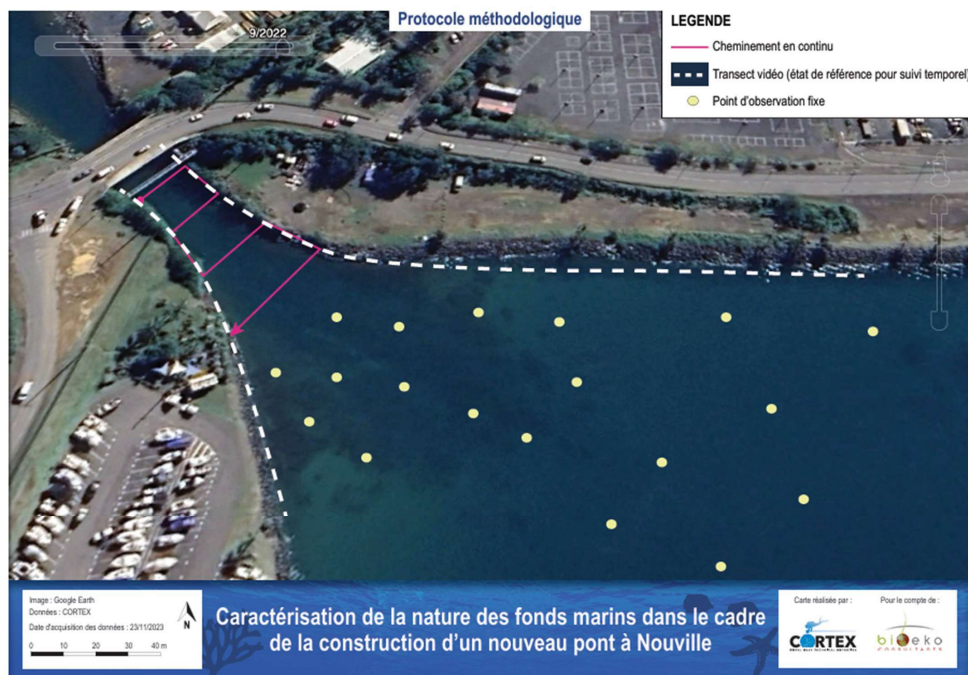 Protocole méthodologique
9/2022
LEGENDE
Cheminement en continu
Transect vidéo (état de référence pour suivi temporel)
Point d'observation fixe
Image : Google Earth
Données : CORTEX
Date d'acquisition des données : 23/11/2023
N
0 10 20 30 40 m
Caractérisation de la nature des fonds marins dans le cadre
de la construction d'un nouveau pont à Nouville
Carte réalisée par :
CORTEX
Pour le compte de :
bioeko
CONSULTANTS